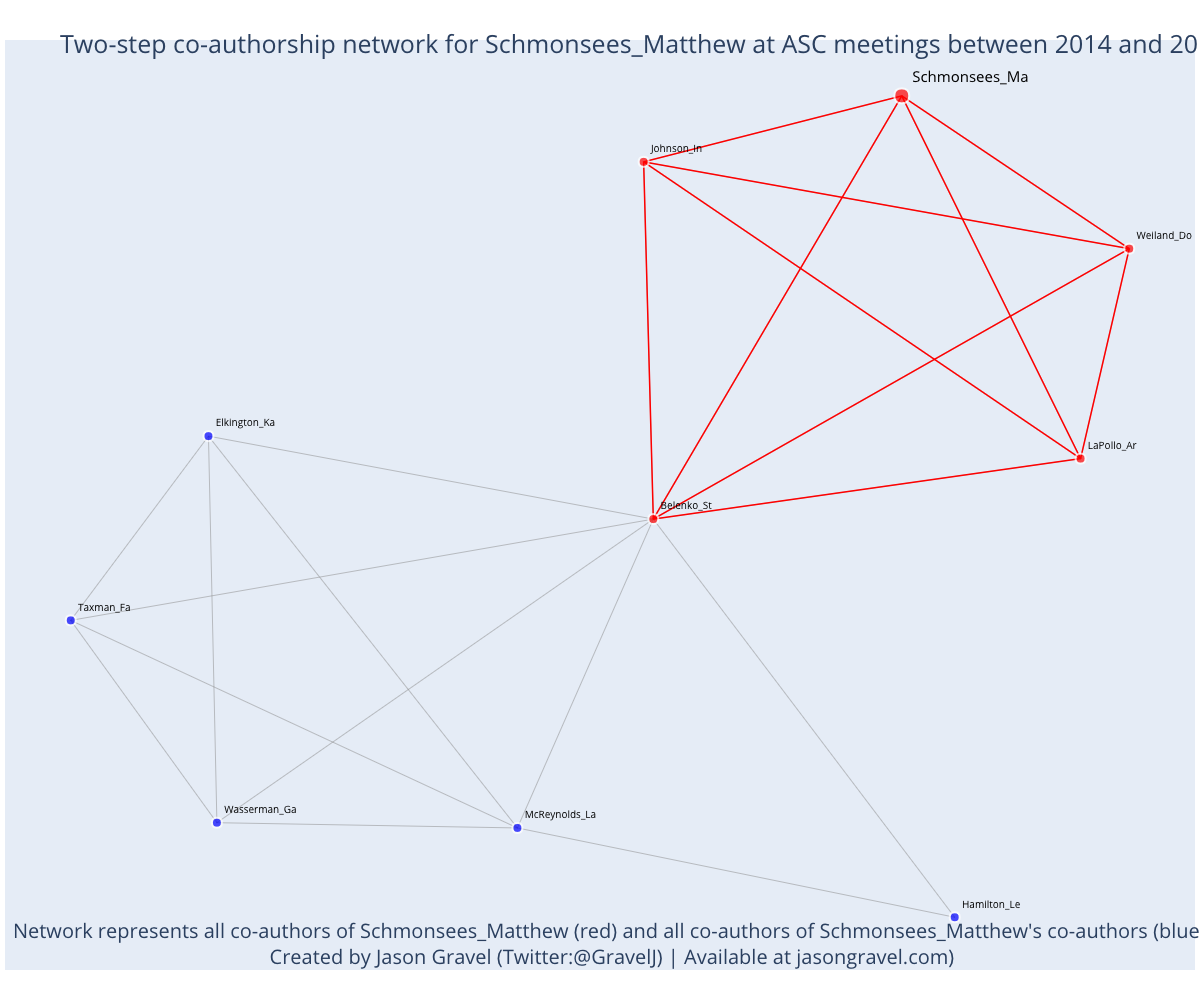 Two-step co-authorship network for Schmonsees_Matthew at ASC meetings between 2014 and 20
Schmonsees_Ma
Johnson_In
Weiland_Do
Elkington_Ka
LaPollo_Ar
Belenko_St
Taxman_Fa
Wasserman_Ga
McReynolds_La
Hamilton_Le
Network represents all co-authors of Schmonsees_Matthew (red) and all co-authors of Schmonsees_Matthew's co-authors (blue
Created by Jason Gravel (Twitter:@GravelJ) | Available at jasongravel.com)